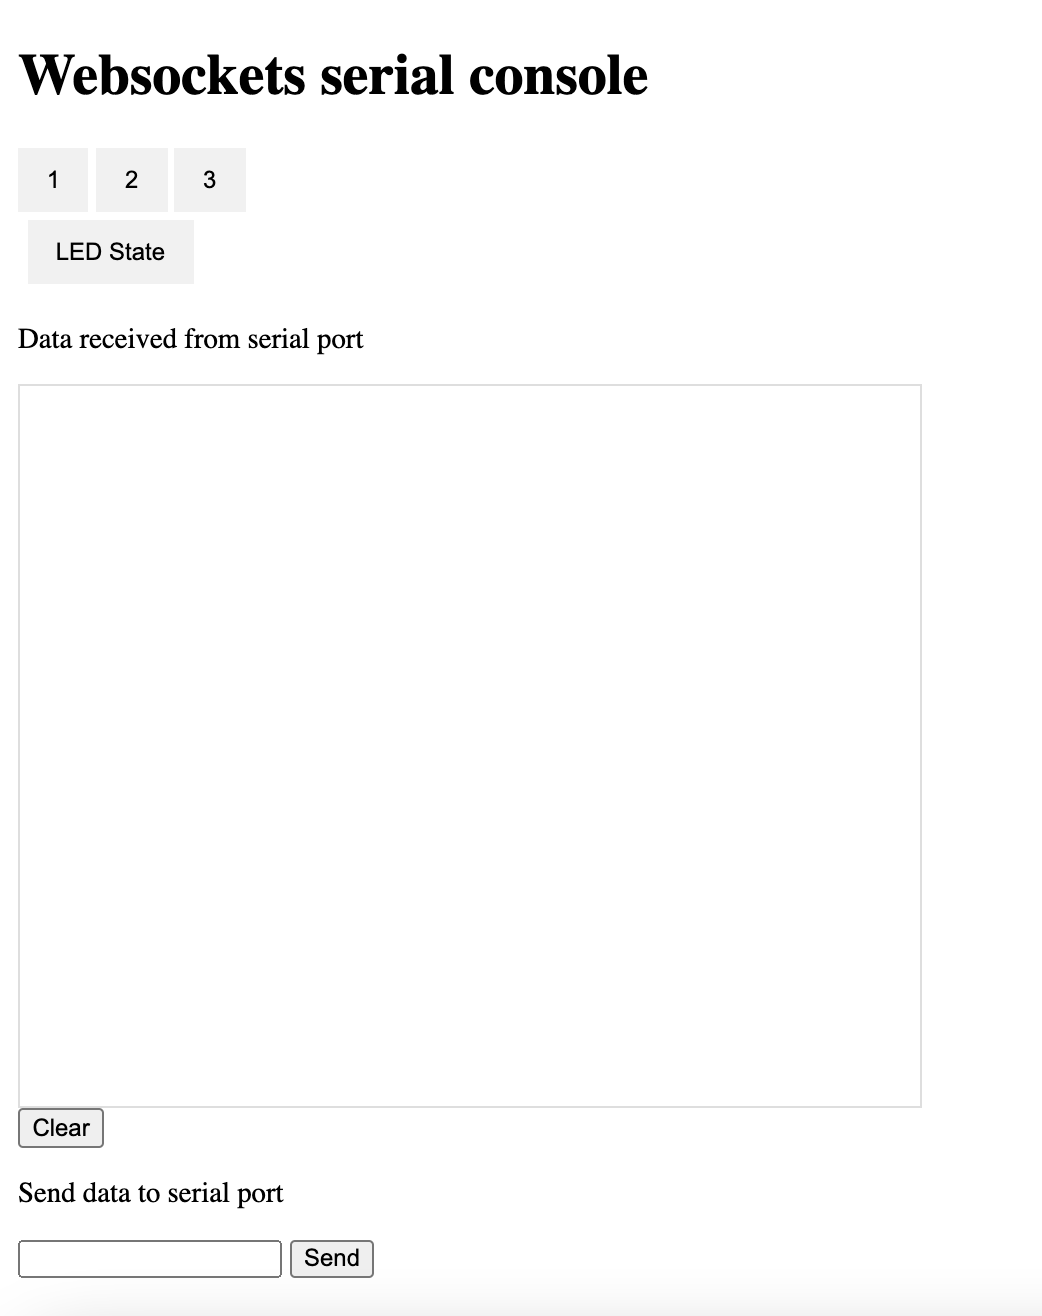 Websockets serial console
1 2 3
LED State
Data received from serial port
Clear
Send data to serial port
Send